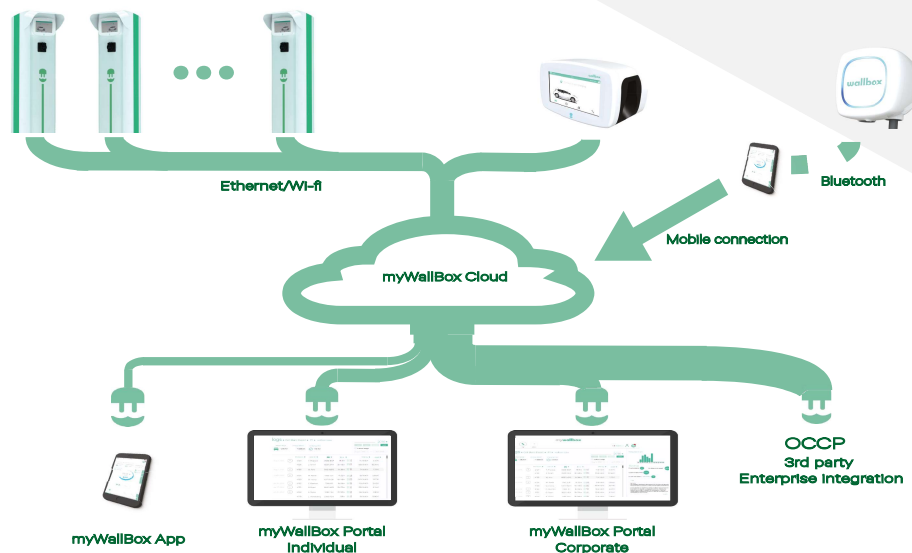 wallbox
Ethernet/Wi-fi
Bluetooth
Mobile connection
myWallBox Cloud
mywallbox
OCCP
3rd party
Enterprise integration
myWallBox App
myWallBox Portal
Individual
myWallBox Portal
Corporate